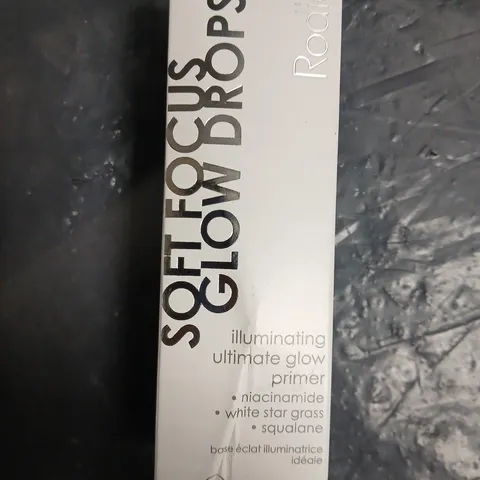 SOFT FOCUS
GLOW DROPS
illuminating
ultimate glow
primer
• niacinamide
• white star grass
• squalane
base éclat illuminatrice
idéale